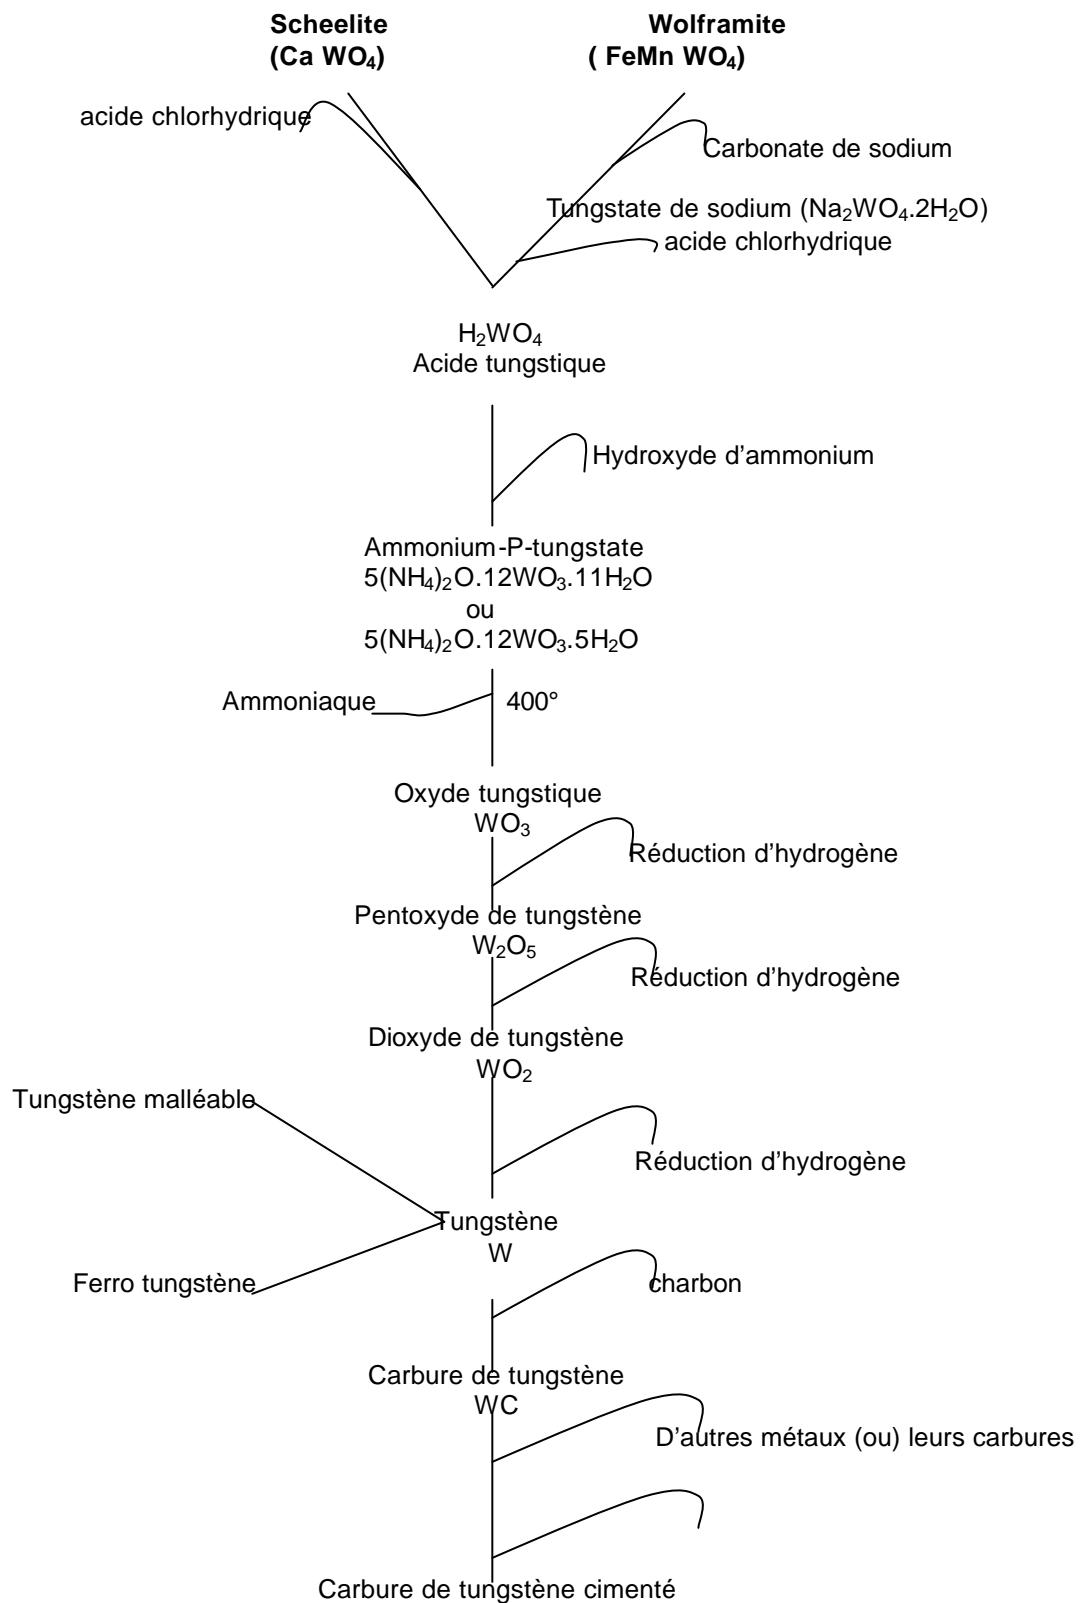 Scheelite
(Ca WO₄)
Wolframite
( FeMn WO₄)
acide chlorhydrique
Carbonate de sodium
Tungstate de sodium (Na₂WO₄.2H₂O)
acide chlorhydrique
H₂WO₄
Acide tungstique
Hydroxyde d'ammonium
Ammonium-P-tungstate
5(NH₄)₂O.12WO₃.11H₂O
ou
5(NH₄)₂O.12WO₃.5H₂O
Ammoniaque
400°
Oxyde tungstique
WO₃
Réduction d'hydrogène
Pentoxyde de tungstène
W₂O₅
Réduction d'hydrogène
Dioxyde de tungstène
WO₂
Tungstène malléable
Réduction d'hydrogène
Tungstène
W
Ferro tungstène
charbon
Carbure de tungstène
WC
D'autres métaux (ou) leurs carbures
Carbure de tungstène cimenté